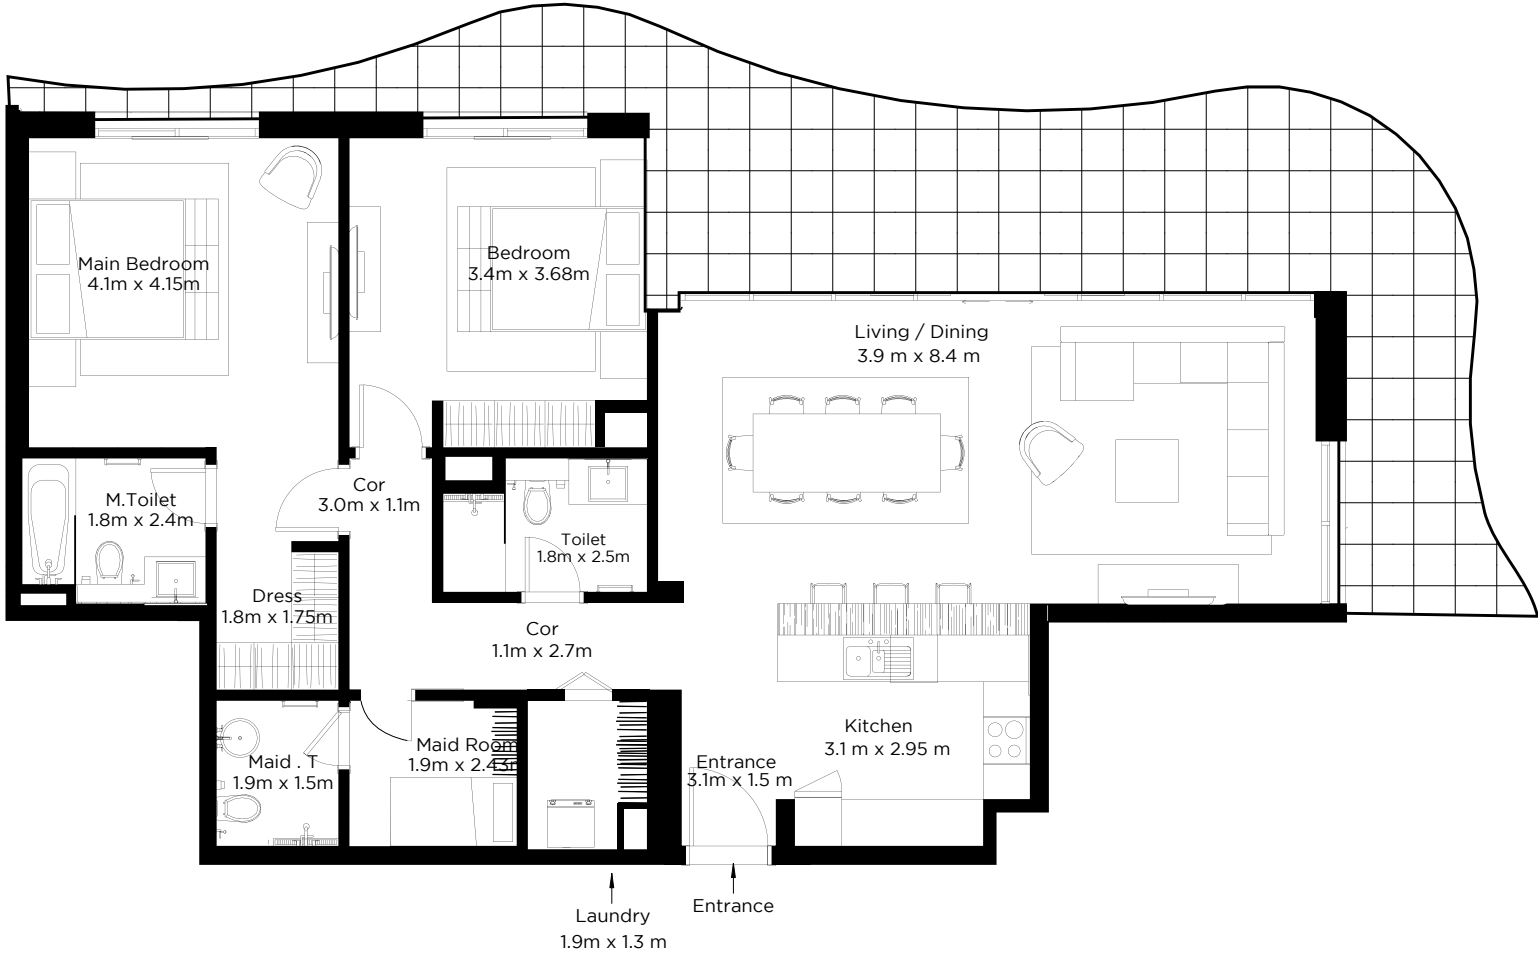 Main Bedroom
4.1m x 4.15m
Bedroom
3.4m x 3.68m
Living / Dining
3.9 m x 8.4 m
M.Toilet
1.8m x 2.4m
Cor
3.0m x 1.1m
Toilet
1.8m x 2.5m
Dress
1.8m x 1.75m
Cor
1.1m x 2.7m
Maid . T
1.9m x 1.5m
Maid Room
1.9m x 2.43m
Kitchen
3.1 m x 2.95 m
Entrance
3.1m x 1.5 m
Laundry
1.9m x 1.3 m
Entrance